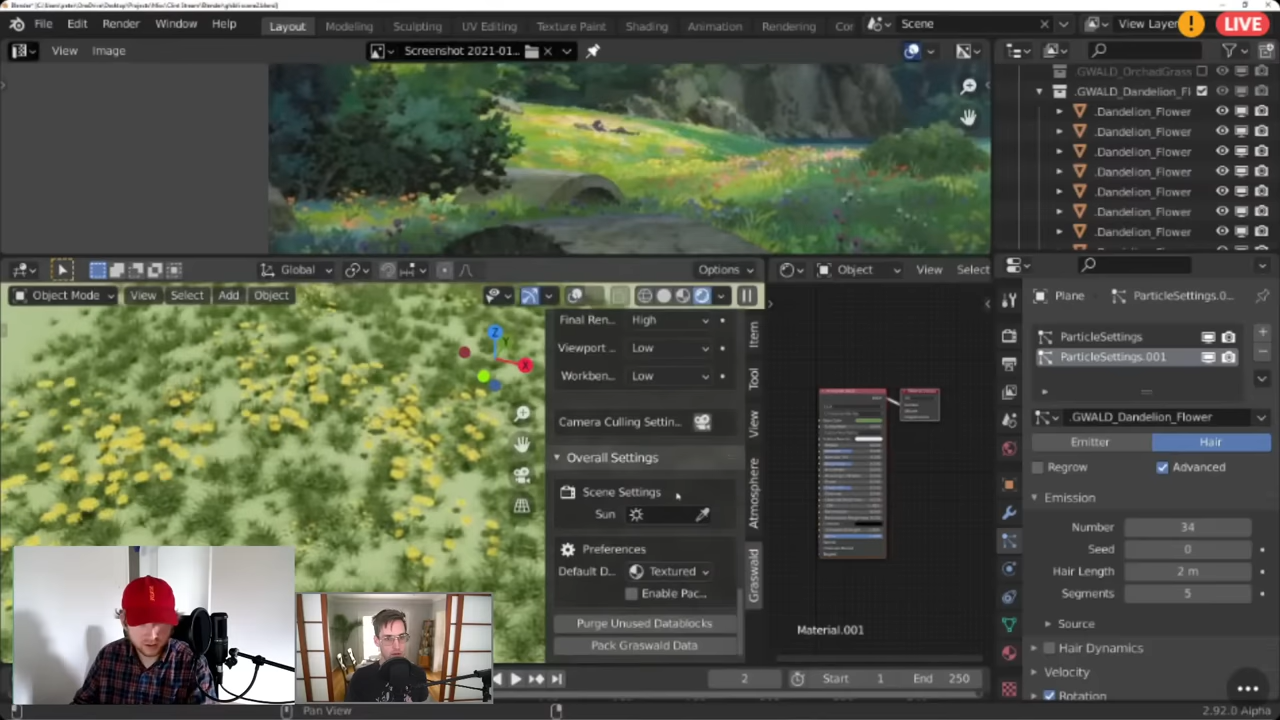 File Edit Render Window Help Layout Modeling Sculpting UV Editing Texture Paint Shading Animation Rendering Scene View Layer LIVE
View Image Screenshot 2021-01...
.GWALD_OrchadGrass
.GWALD_Dandelion_Fl
.Dandelion_Flower
.Dandelion_Flower
.Dandelion_Flower
.Dandelion_Flower
.Dandelion_Flower
.Dandelion_Flower
.Dandelion_Flower
Global Options Object View Select
Object Mode View Select Add Object
Plane ParticleSettings.0...
Final Ren... High
Viewport ... Low
Workben... Low
Camera Culling Settin...
Overall Settings
Scene Settings
Sun
Preferences
Default D... Textured
Enable Pac...
Purge Unused Datablocks
Pack Graswald Data
Item
Tool
View
Atmosphere
Graswald
Z
Y
X
Material.001
ParticleSettings
ParticleSettings.001
.GWALD_Dandelion_Flower
Emitter Hair
Regrow Advanced
Emission
Number 34
Seed 0
Hair Length 2 m
Segments 5
Source
Hair Dynamics
Velocity
Rotation
2 Start 1 End 250
Pan View 2.92.0 Alpha